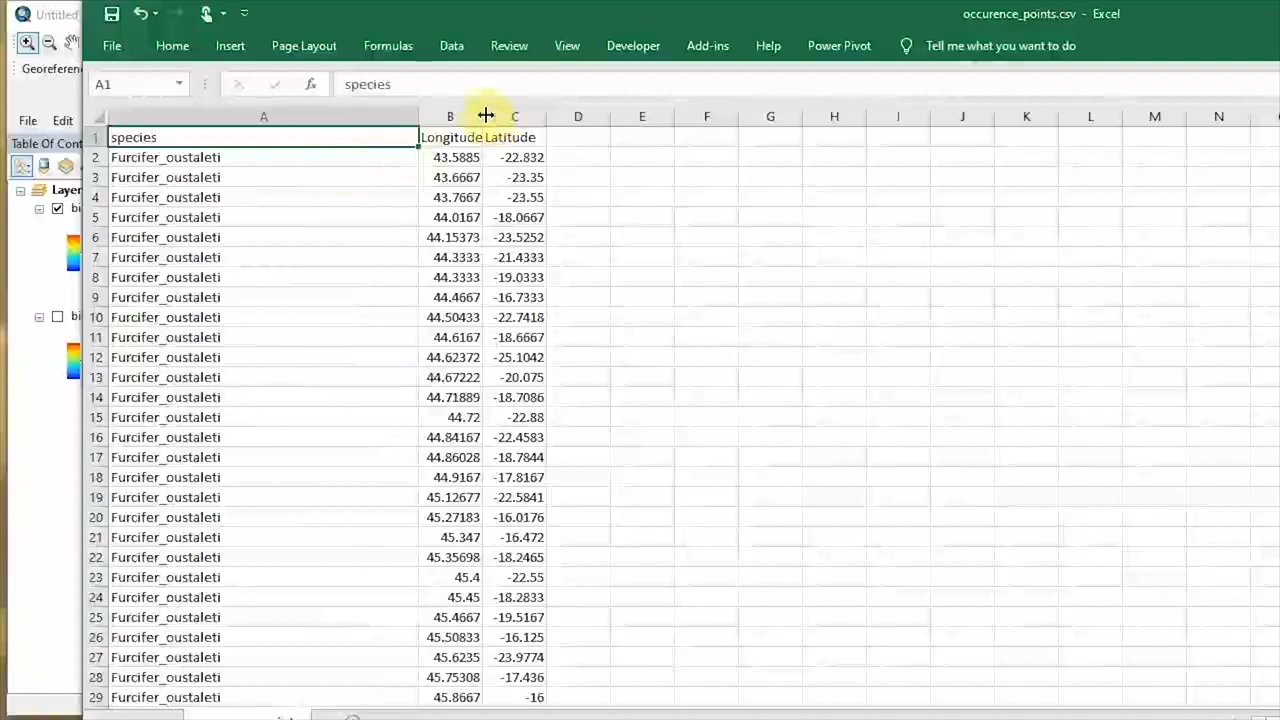 Untitled
occurence_points.csv - Excel
File Home Insert Page Layout Formulas Data Review View Developer Add-ins Help Power Pivot Tell me what you want to do
A1 fx species
File Edit
A B C D E F G H I J K L M N
1 species Longitude Latitude
2 Furcifer_oustaleti 43.5885 -22.832
3 Furcifer_oustaleti 43.6667 -23.35
4 Furcifer_oustaleti 43.7667 -23.55
5 Furcifer_oustaleti 44.0167 -18.0667
6 Furcifer_oustaleti 44.15373 -23.5252
7 Furcifer_oustaleti 44.3333 -21.4333
8 Furcifer_oustaleti 44.3333 -19.0333
9 Furcifer_oustaleti 44.4667 -16.7333
10 Furcifer_oustaleti 44.50433 -22.7418
11 Furcifer_oustaleti 44.6167 -18.6667
12 Furcifer_oustaleti 44.62372 -25.1042
13 Furcifer_oustaleti 44.67222 -20.075
14 Furcifer_oustaleti 44.71889 -18.7086
15 Furcifer_oustaleti 44.72 -22.88
16 Furcifer_oustaleti 44.84167 -22.4583
17 Furcifer_oustaleti 44.86028 -18.7844
18 Furcifer_oustaleti 44.9167 -17.8167
19 Furcifer_oustaleti 45.12677 -22.5841
20 Furcifer_oustaleti 45.27183 -16.0176
21 Furcifer_oustaleti 45.347 -16.472
22 Furcifer_oustaleti 45.35698 -18.2465
23 Furcifer_oustaleti 45.4 -22.55
24 Furcifer_oustaleti 45.45 -18.2833
25 Furcifer_oustaleti 45.4667 -19.5167
26 Furcifer_oustaleti 45.50833 -16.125
27 Furcifer_oustaleti 45.6235 -23.9774
28 Furcifer_oustaleti 45.75308 -17.436
29 Furcifer_oustaleti 45.8667 -16
Georeferen
Table Of Cont
Layer
bi
bi